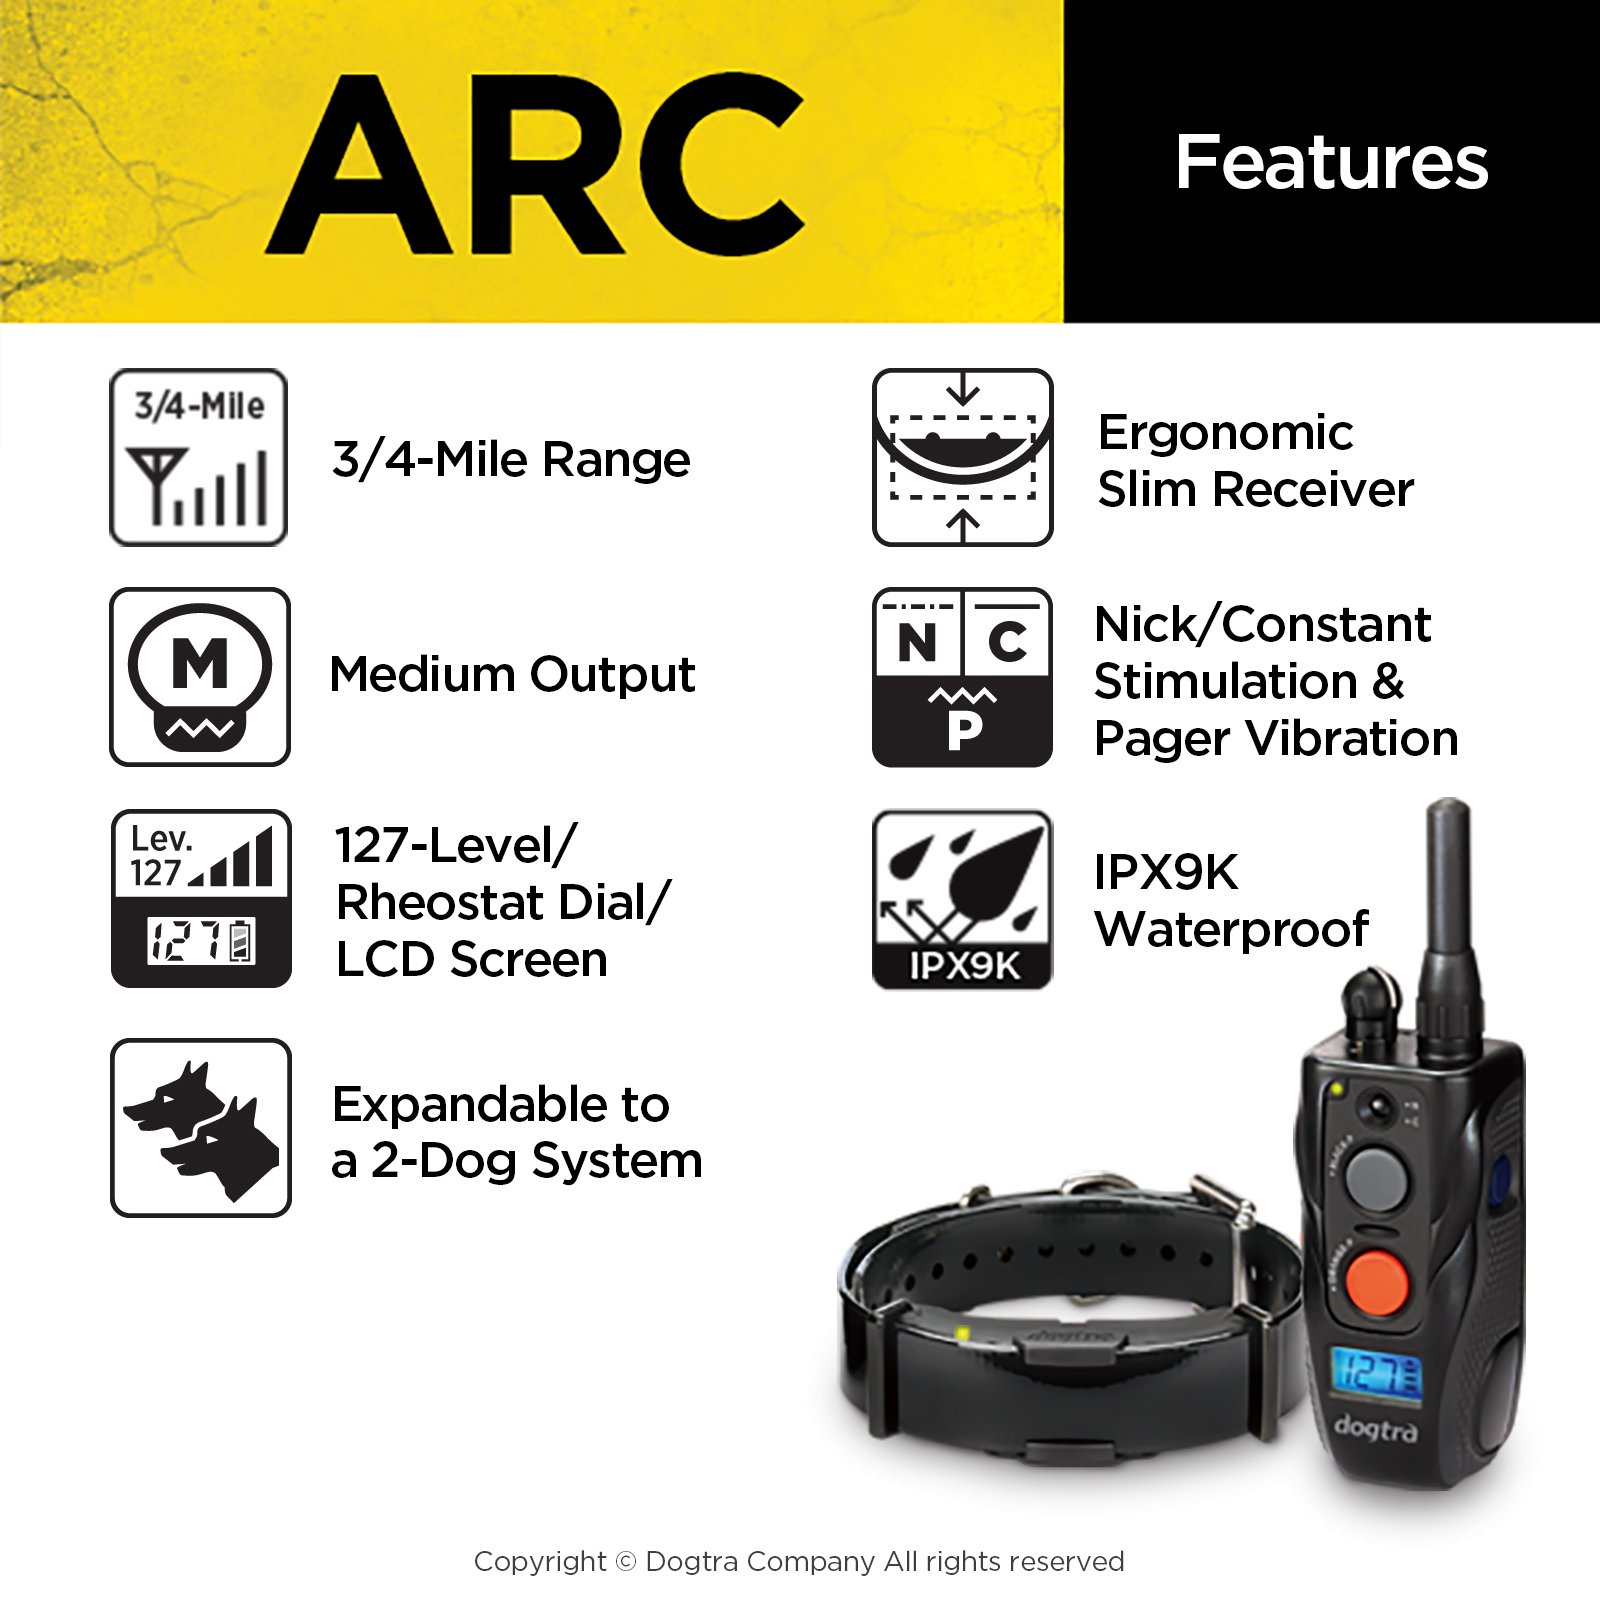 ARC
Features
3/4-Mile
3/4-Mile Range
Ergonomic
Slim Receiver
M
Medium Output
N C
P
Nick/Constant
Stimulation &
Pager Vibration
Lev.
127
127
127-Level/
Rheostat Dial/
LCD Screen
IPX9K
IPX9K
Waterproof
Expandable to
a 2-Dog System
127
dogtra
Copyright © Dogtra Company All rights reserved